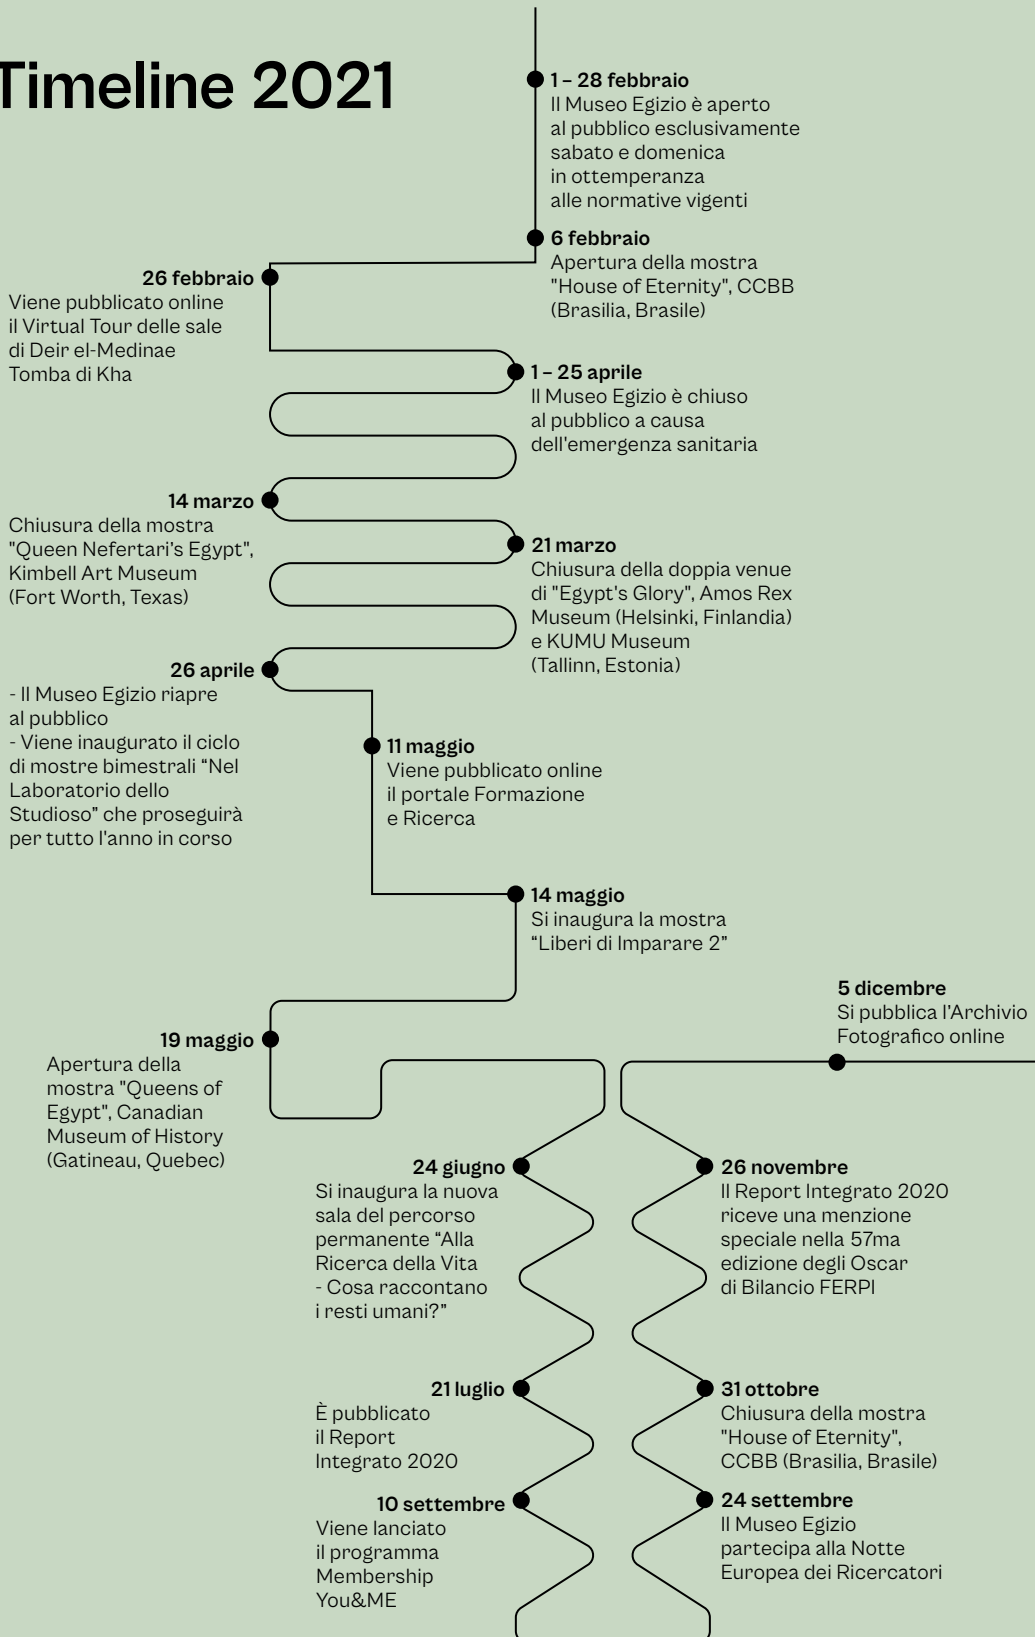 Timeline 2021
1 – 28 febbraio
Il Museo Egizio è aperto
al pubblico esclusivamente
sabato e domenica
in ottemperanza
alle normative vigenti
6 febbraio
Apertura della mostra
"House of Eternity", CCBB
(Brasilia, Brasile)
26 febbraio
Viene pubblicato online
il Virtual Tour delle sale
di Deir el-Medinae
Tomba di Kha
1 – 25 aprile
Il Museo Egizio è chiuso
al pubblico a causa
dell'emergenza sanitaria
14 marzo
Chiusura della mostra
"Queen Nefertari's Egypt",
Kimbell Art Museum
(Fort Worth, Texas)
21 marzo
Chiusura della doppia venue
di "Egypt's Glory", Amos Rex
Museum (Helsinki, Finlandia)
e KUMU Museum
(Tallinn, Estonia)
26 aprile
- Il Museo Egizio riapre
al pubblico
- Viene inaugurato il ciclo
di mostre bimestrali “Nel
Laboratorio dello
Studioso” che proseguirà
per tutto l'anno in corso
11 maggio
Viene pubblicato online
il portale Formazione
e Ricerca
14 maggio
Si inaugura la mostra
“Liberi di Imparare 2”
19 maggio
Apertura della
mostra "Queens of
Egypt", Canadian
Museum of History
(Gatineau, Quebec)
24 giugno
Si inaugura la nuova
sala del percorso
permanente “Alla
Ricerca della Vita
- Cosa raccontano
i resti umani?”
21 luglio
È pubblicato
il Report
Integrato 2020
10 settembre
Viene lanciato
il programma
Membership
You&ME
24 settembre
Il Museo Egizio
partecipa alla Notte
Europea dei Ricercatori
31 ottobre
Chiusura della mostra
"House of Eternity",
CCBB (Brasilia, Brasile)
26 novembre
Il Report Integrato 2020
riceve una menzione
speciale nella 57ma
edizione degli Oscar
di Bilancio FERPI
5 dicembre
Si pubblica l'Archivio
Fotografico online